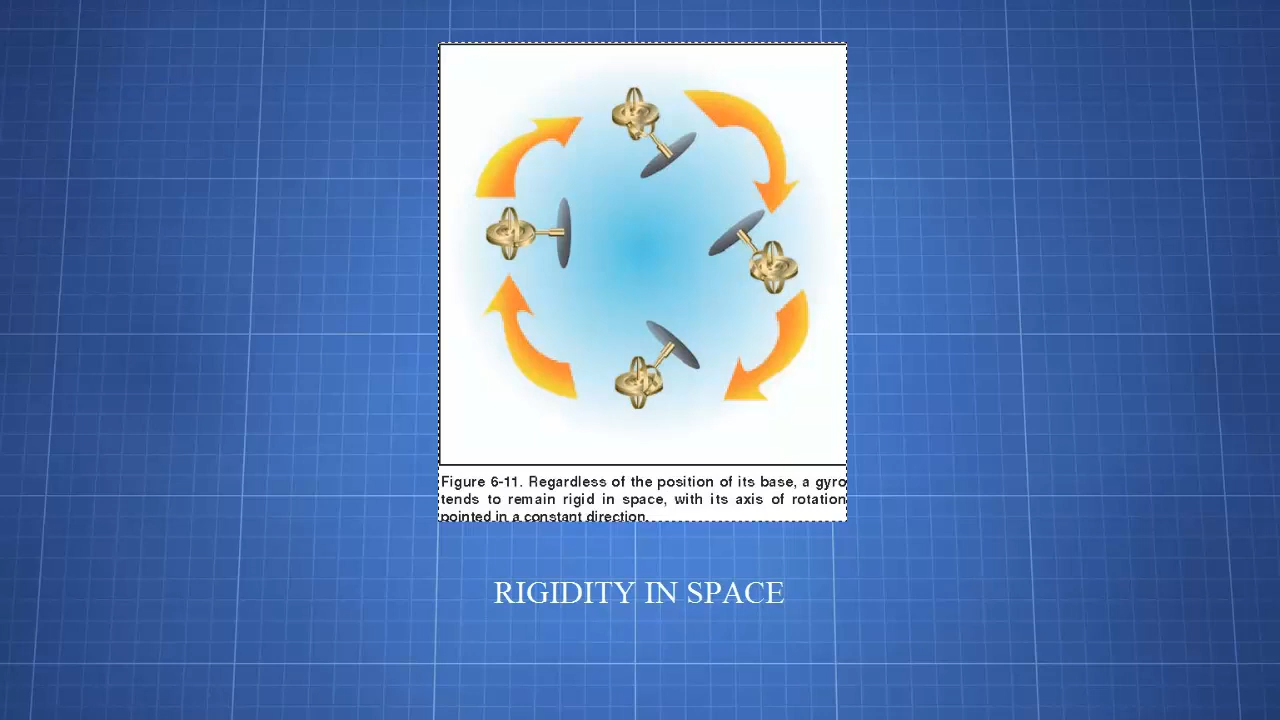 Figure 6-11. Regardless of the position of its base, a gyro
tends to remain rigid in space, with its axis of rotation
pointed in a constant direction.
RIGIDITY IN SPACE